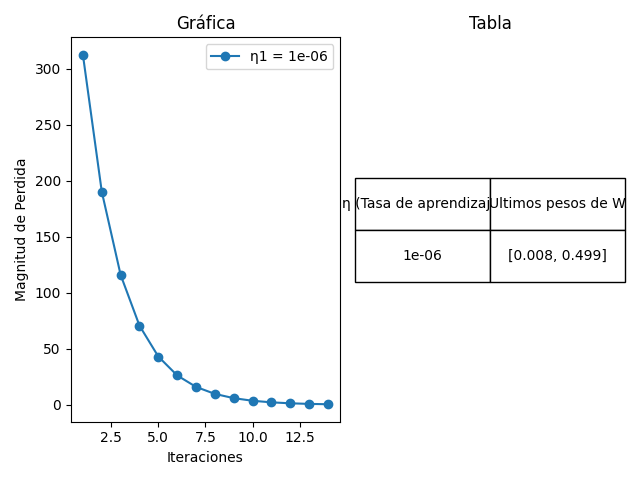 Gráfica
η1 = 1e-06
300
250
200
150
100
50
0
Magnitud de Perdida
2.5 5.0 7.5 10.0 12.5
Iteraciones
Tabla
η (Tasa de aprendizaj Ultimos pesos de W
1e-06 [0.008, 0.499]